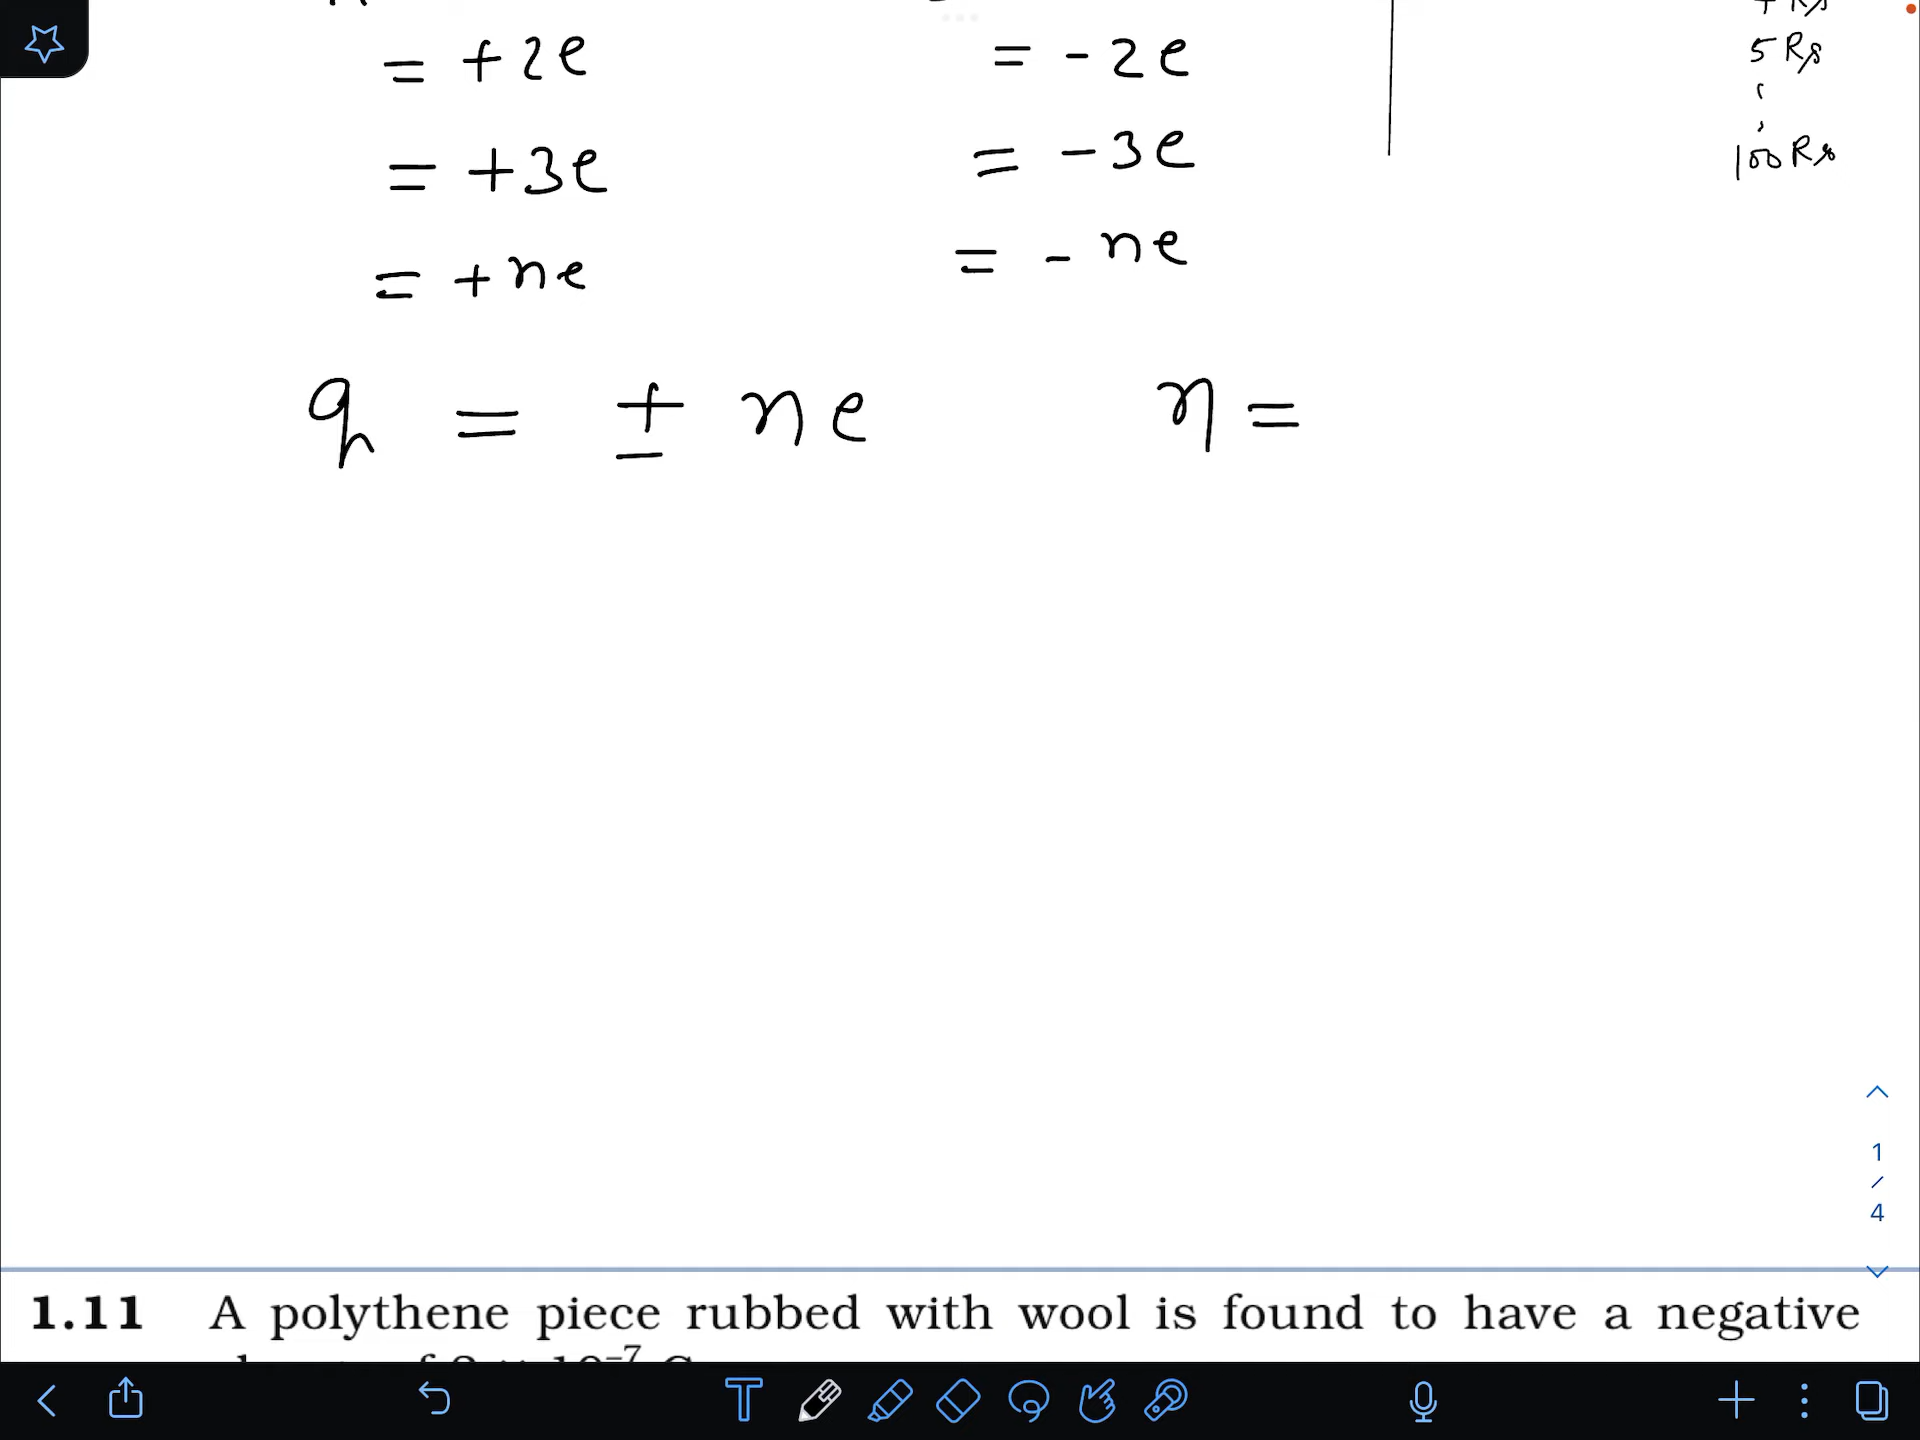 = +2e
= -2e
5 Rs
= +3e
= -3e
100 Rs
= +ne
= - ne
q = ± ne
n =
1
/
4
1.11 A polythene piece rubbed with wool is found to have a negative
T